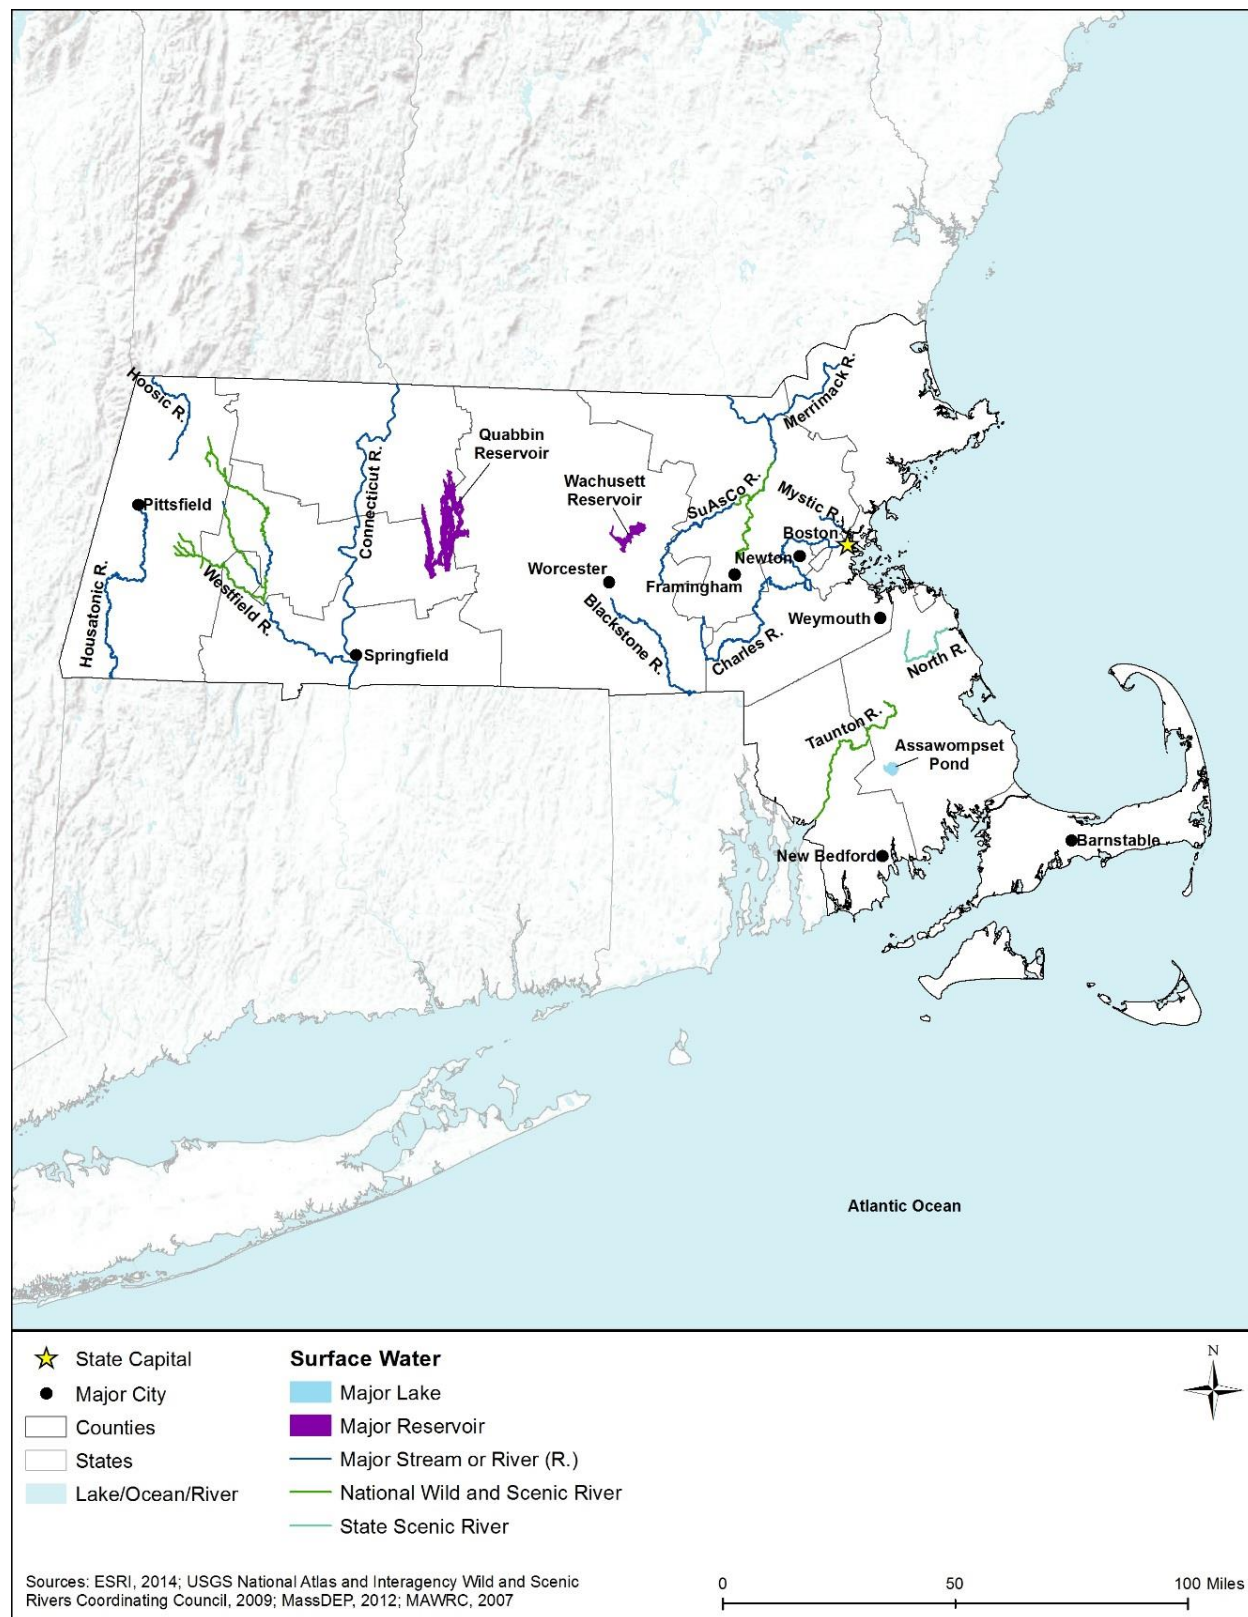 Hoosic R.
Merrimack R.
Quabbin
Reservoir
Connecticut R.
Wachusett
Reservoir
SuAsCo R.
Mystic R.
Pittsfield
Boston
Newton
Worcester
Framingham
Westfield R.
Housatonic R.
Blackstone R.
Weymouth
Charles R.
Springfield
North R.
Taunton R.
Assawompset
Pond
New Bedford
Barnstable
Atlantic Ocean
State Capital
Major City
Counties
States
Lake/Ocean/River
Surface Water
Major Lake
Major Reservoir
Major Stream or River (R.)
National Wild and Scenic River
State Scenic River
N
Sources: ESRI, 2014; USGS National Atlas and Interagency Wild and Scenic
Rivers Coordinating Council, 2009; MassDEP, 2012; MAWRC, 2007
0 50 100 Miles